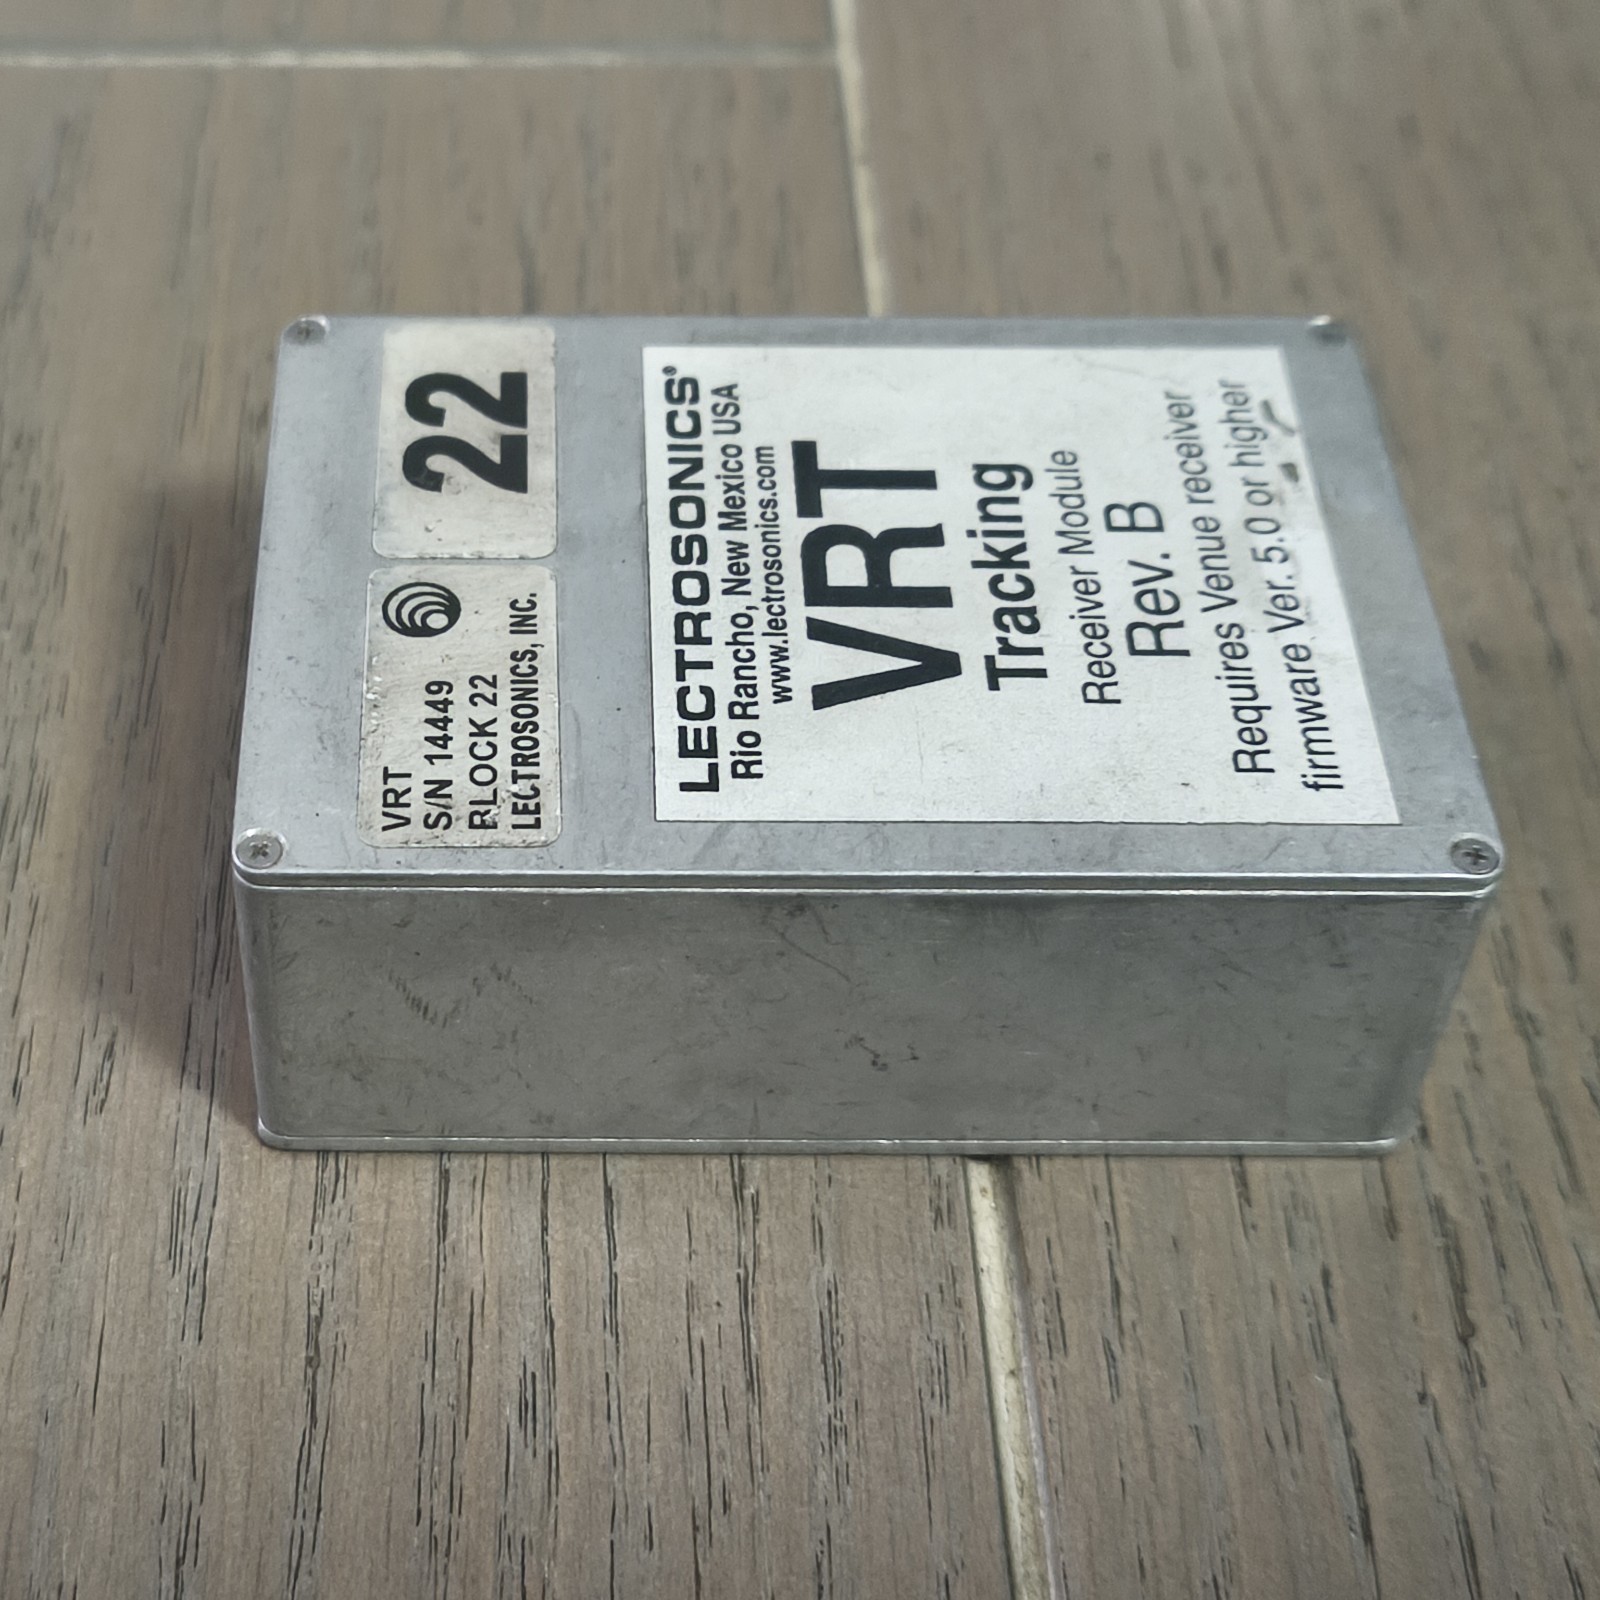 VRT
S/N 14449
BLOCK 22
LECTROSONICS, INC.
22
LECTROSONICS®
Rio Rancho, New Mexico USA
www.lectrosonics.com
VRT
Tracking
Receiver Module
Rev. B
Requires Venue receiver
firmware Ver. 5.0 or higher